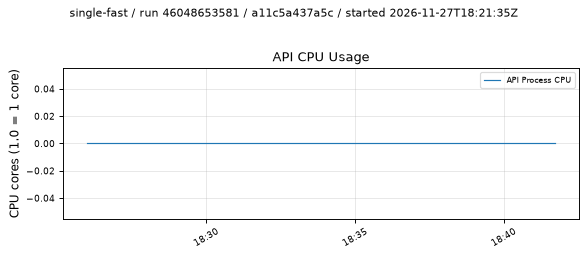 single-fast / run 46048653581 / a11c5a437a5c / started 2026-11-27T18:21:35Z
API CPU Usage
API Process CPU
CPU cores (1.0 = 1 core)
0.04
0.02
0.00
−0.02
−0.04
18:30
18:35
18:40